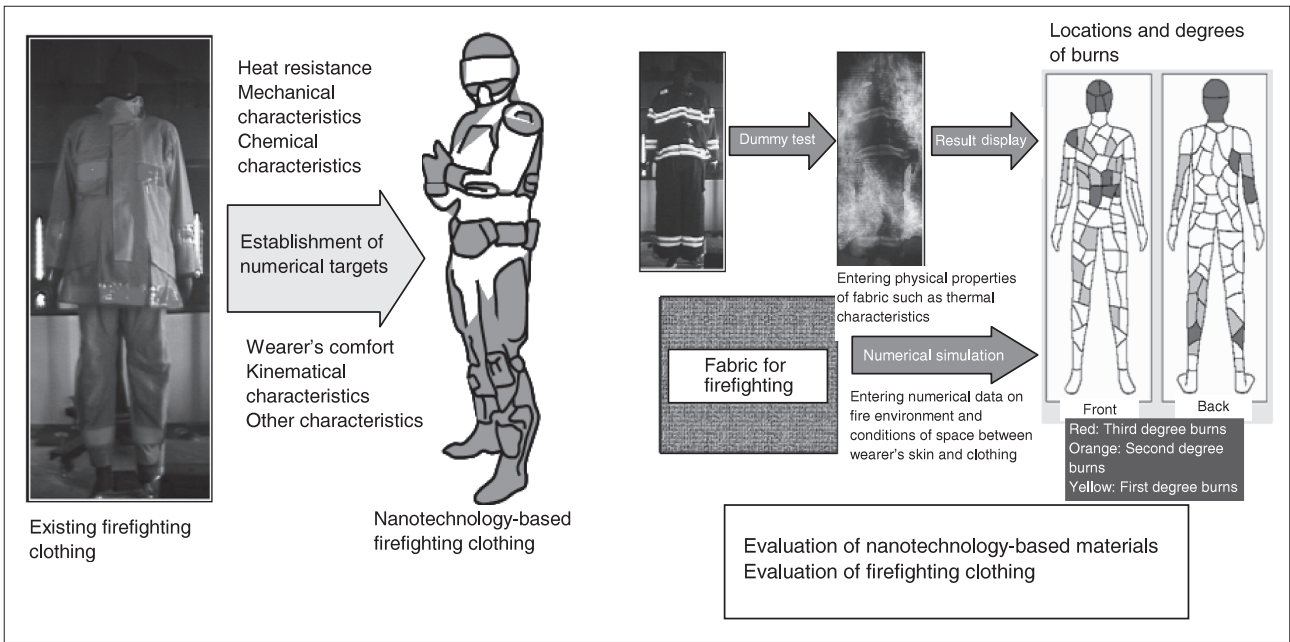 Heat resistance
Mechanical
characteristics
Chemical
characteristics
Establishment of
numerical targets
Wearer's comfort
Kinematical
characteristics
Other characteristics
Existing firefighting
clothing
Nanotechnology-based
firefighting clothing
Dummy test
Result display
Locations and degrees
of burns
Entering physical properties
of fabric such as thermal
characteristics
Fabric for
firefighting
Numerical simulation
Entering numerical data on
fire environment and
conditions of space between
wearer's skin and clothing
Front
Back
Red: Third degree burns
Orange: Second degree
burns
Yellow: First degree burns
Evaluation of nanotechnology-based materials
Evaluation of firefighting clothing